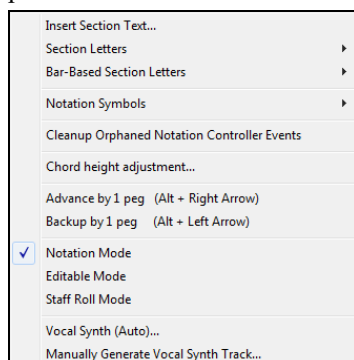 Insert Section Text...
Section Letters
Bar-Based Section Letters
Notation Symbols
Cleanup Orphaned Notation Controller Events
Chord height adjustment...
Advance by 1 peg (Alt + Right Arrow)
Backup by 1 peg (Alt + Left Arrow)
Notation Mode
Editable Mode
Staff Roll Mode
Vocal Synth (Auto)...
Manually Generate Vocal Synth Track...